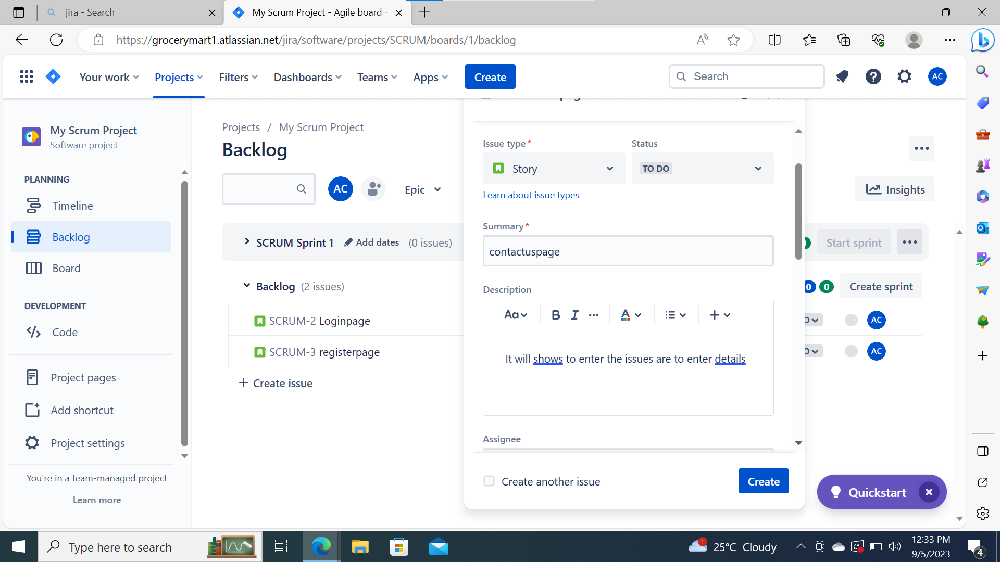 jira - Search
My Scrum Project - Agile board -
https://grocerymart1.atlassian.net/jira/software/projects/SCRUM/boards/1/backlog
Your work
Projects
Filters
Dashboards
Teams
Apps
Create
Search
AC
My Scrum Project
Software project
PLANNING
Timeline
Backlog
Board
DEVELOPMENT
Code
Project pages
Add shortcut
Project settings
You're in a team-managed project
Learn more
Projects / My Scrum Project
Backlog
AC
Epic
Insights
SCRUM Sprint 1 Add dates (0 issues)
Start sprint
Backlog (2 issues)
0 0 Create sprint
SCRUM-2 Loginpage
O - AC
SCRUM-3 registerpage
O - AC
+ Create issue
Issue type *
Status
Story
TO DO
Learn about issue types
Summary *
contactuspage
Description
Aa B I ... A
It will shows to enter the issues are to enter details
Assignee
Create another issue
Create
Quickstart
Type here to search
1
25°C Cloudy
12:33 PM
9/5/2023
4